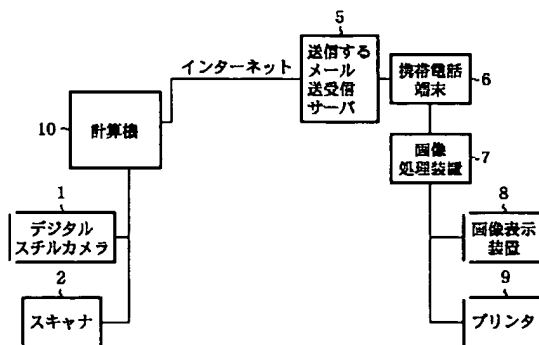 5
送信する
メール
送受信
サーバ
インターネット
携帯電話
端末
6
10
計算機
画像
処理装置
7
1
デジタル
スチルカメラ
8
画像表示
装置
2
スキャナ
9
プリンタ